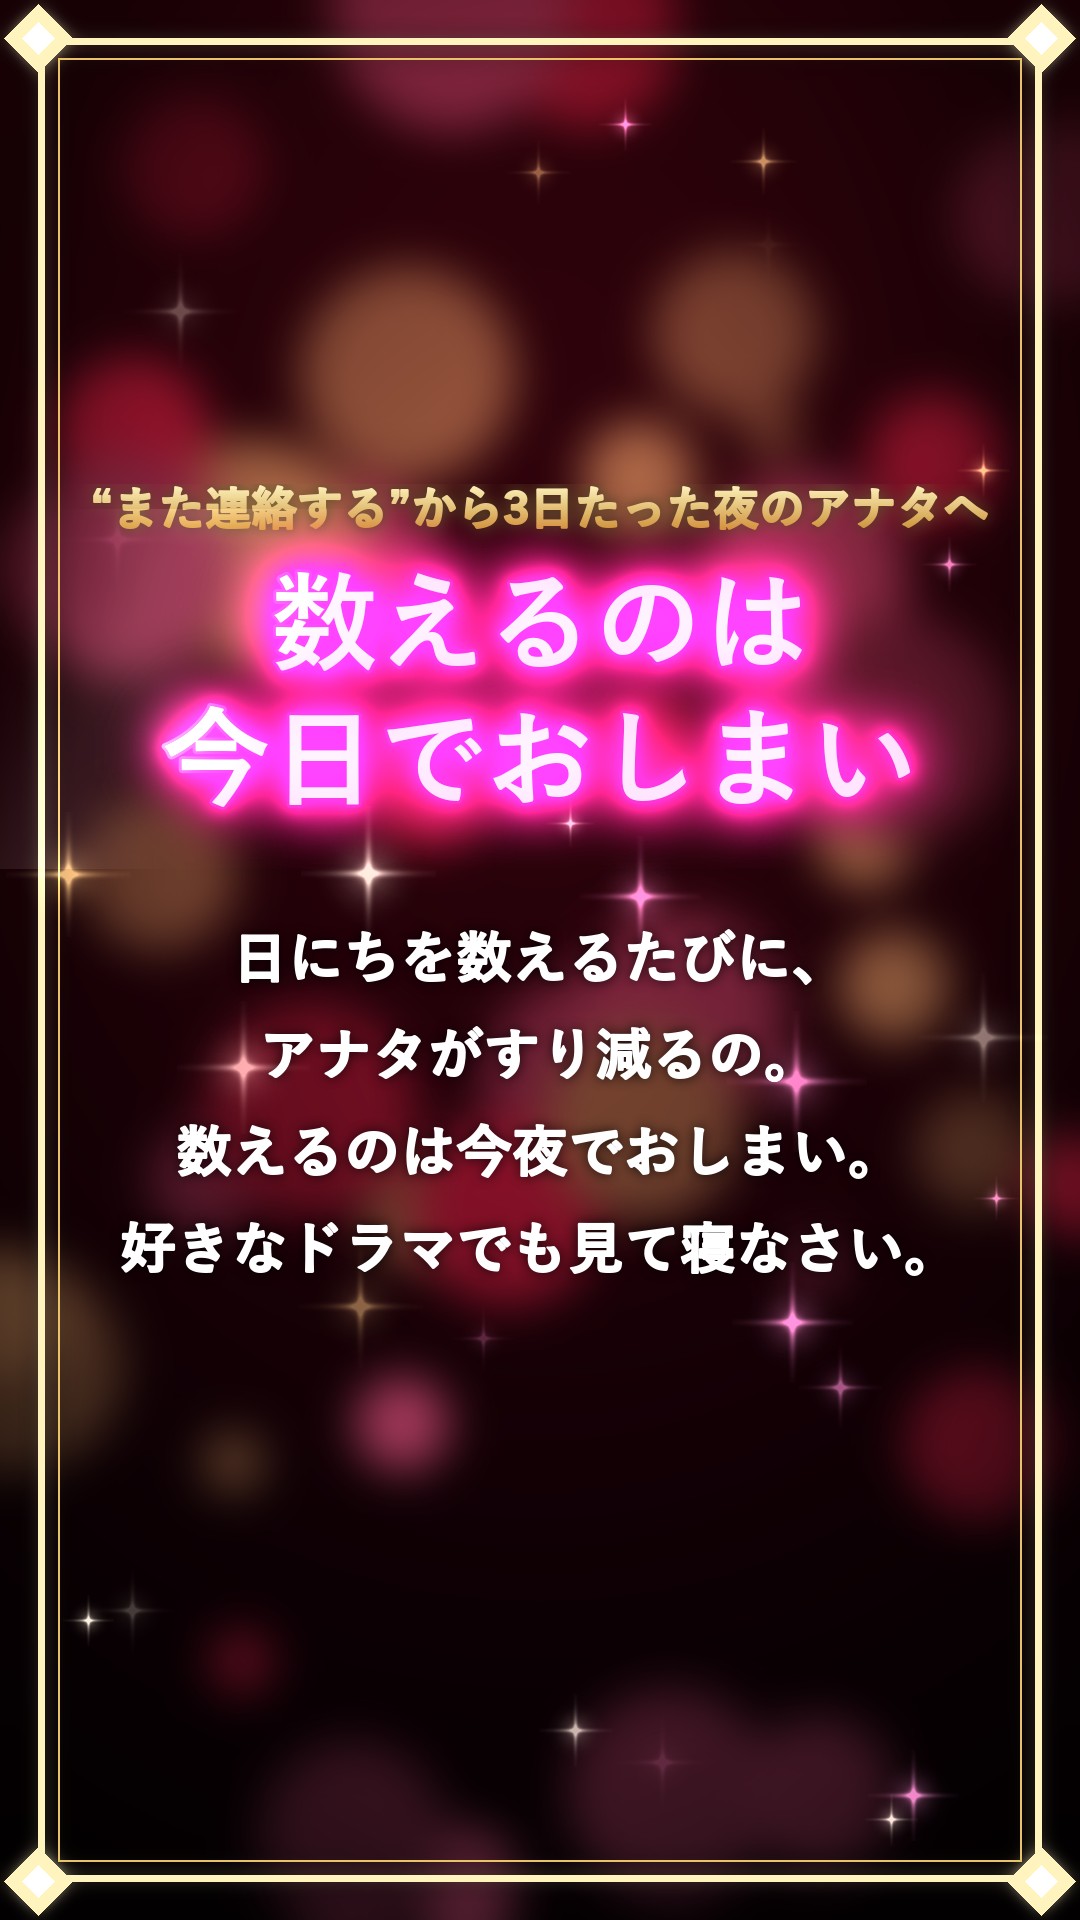 “また連絡する”から3日たった夜のアナタへ
数えるのは
今日でおしまい
日にちを数えるたびに、
アナタがすり減るの。
数えるのは今夜でおしまい。
好きなドラマでも見て寝なさい。